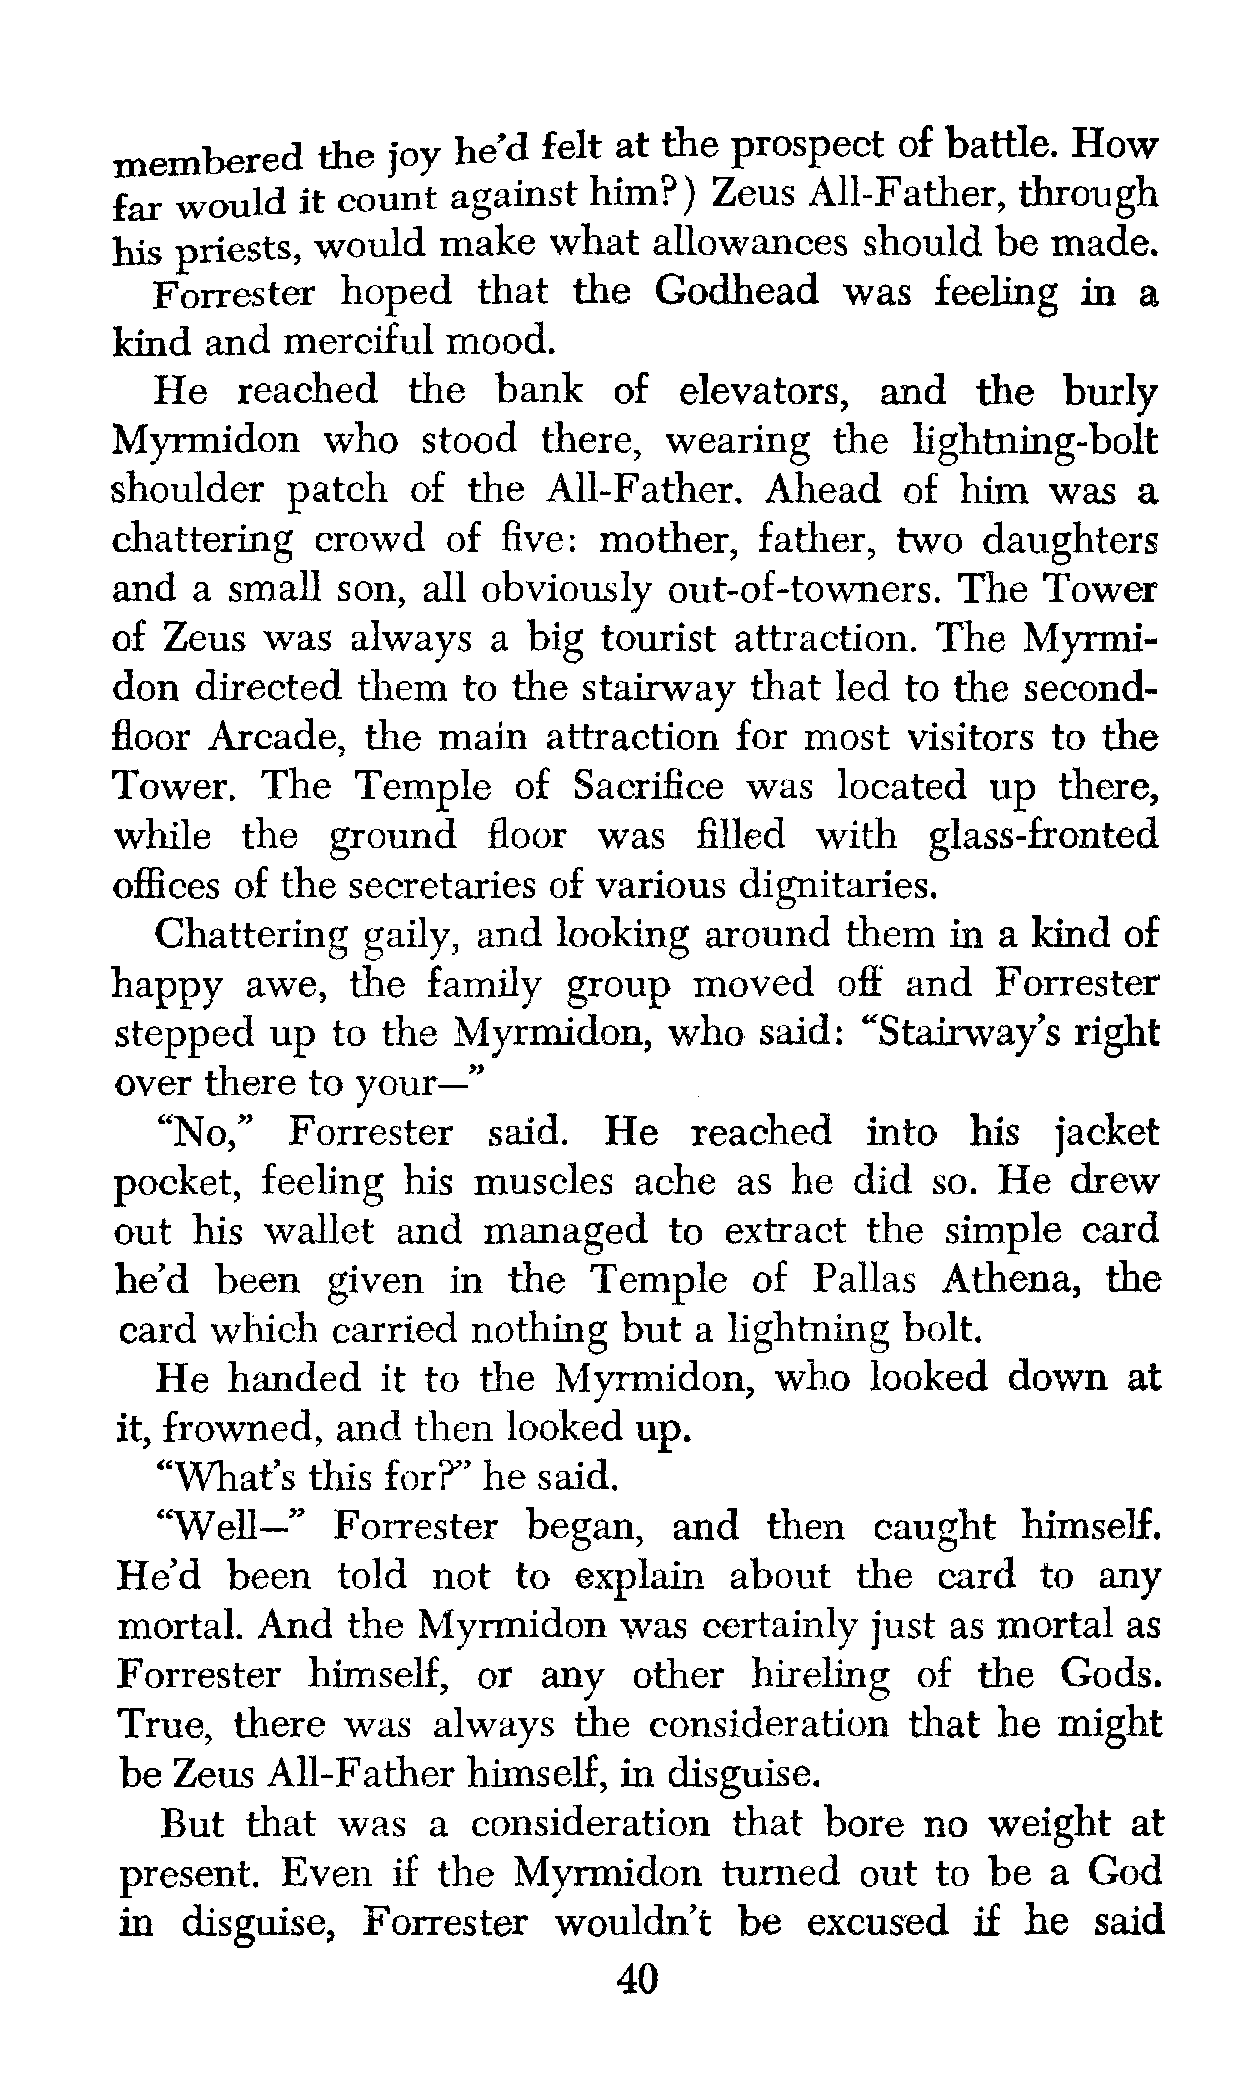 membered the joy he'd felt at the prospect of battle. How
far would it count against him?) Zeus All-Father, through
his priests, would make what allowances should be made.
Forrester hoped that the Godhead was feeling in a
kind and merciful mood.
He reached the bank of elevators, and the burly
Myrmidon who stood there, wearing the lightning-bolt
shoulder patch of the All-Father. Ahead of him was a
chattering crowd of five: mother, father, two daughters
and a small son, all obviously out-of-towners. The Tower
of Zeus was always a big tourist attraction. The Myrmi-
don directed them to the stairway that led to the second-
floor Arcade, the main attraction for most visitors to the
Tower. The Temple of Sacrifice was located up there,
while the ground floor was filled with glass-fronted
offices of the secretaries of various dignitaries.
Chattering gaily, and looking around them in a kind of
happy awe, the family group moved off and Forrester
stepped up to the Myrmidon, who said: “Stairway's right
over there to your—”
“No,” Forrester said. He reached into his jacket
pocket, feeling his muscles ache as he did so. He drew
out his wallet and managed to extract the simple card
he'd been given in the Temple of Pallas Athena, the
card which carried nothing but a lightning bolt.
He handed it to the Myrmidon, who looked down at
it, frowned, and then looked up.
“What's this for?” he said.
“Well—” Forrester began, and then caught himself.
He'd been told not to explain about the card to any
mortal. And the Myrmidon was certainly just as mortal as
Forrester himself, or any other hireling of the Gods.
True, there was always the consideration that he might
be Zeus All-Father himself, in disguise.
But that was a consideration that bore no weight at
present. Even if the Myrmidon turned out to be a God
in disguise, Forrester wouldn't be excused if he said
40